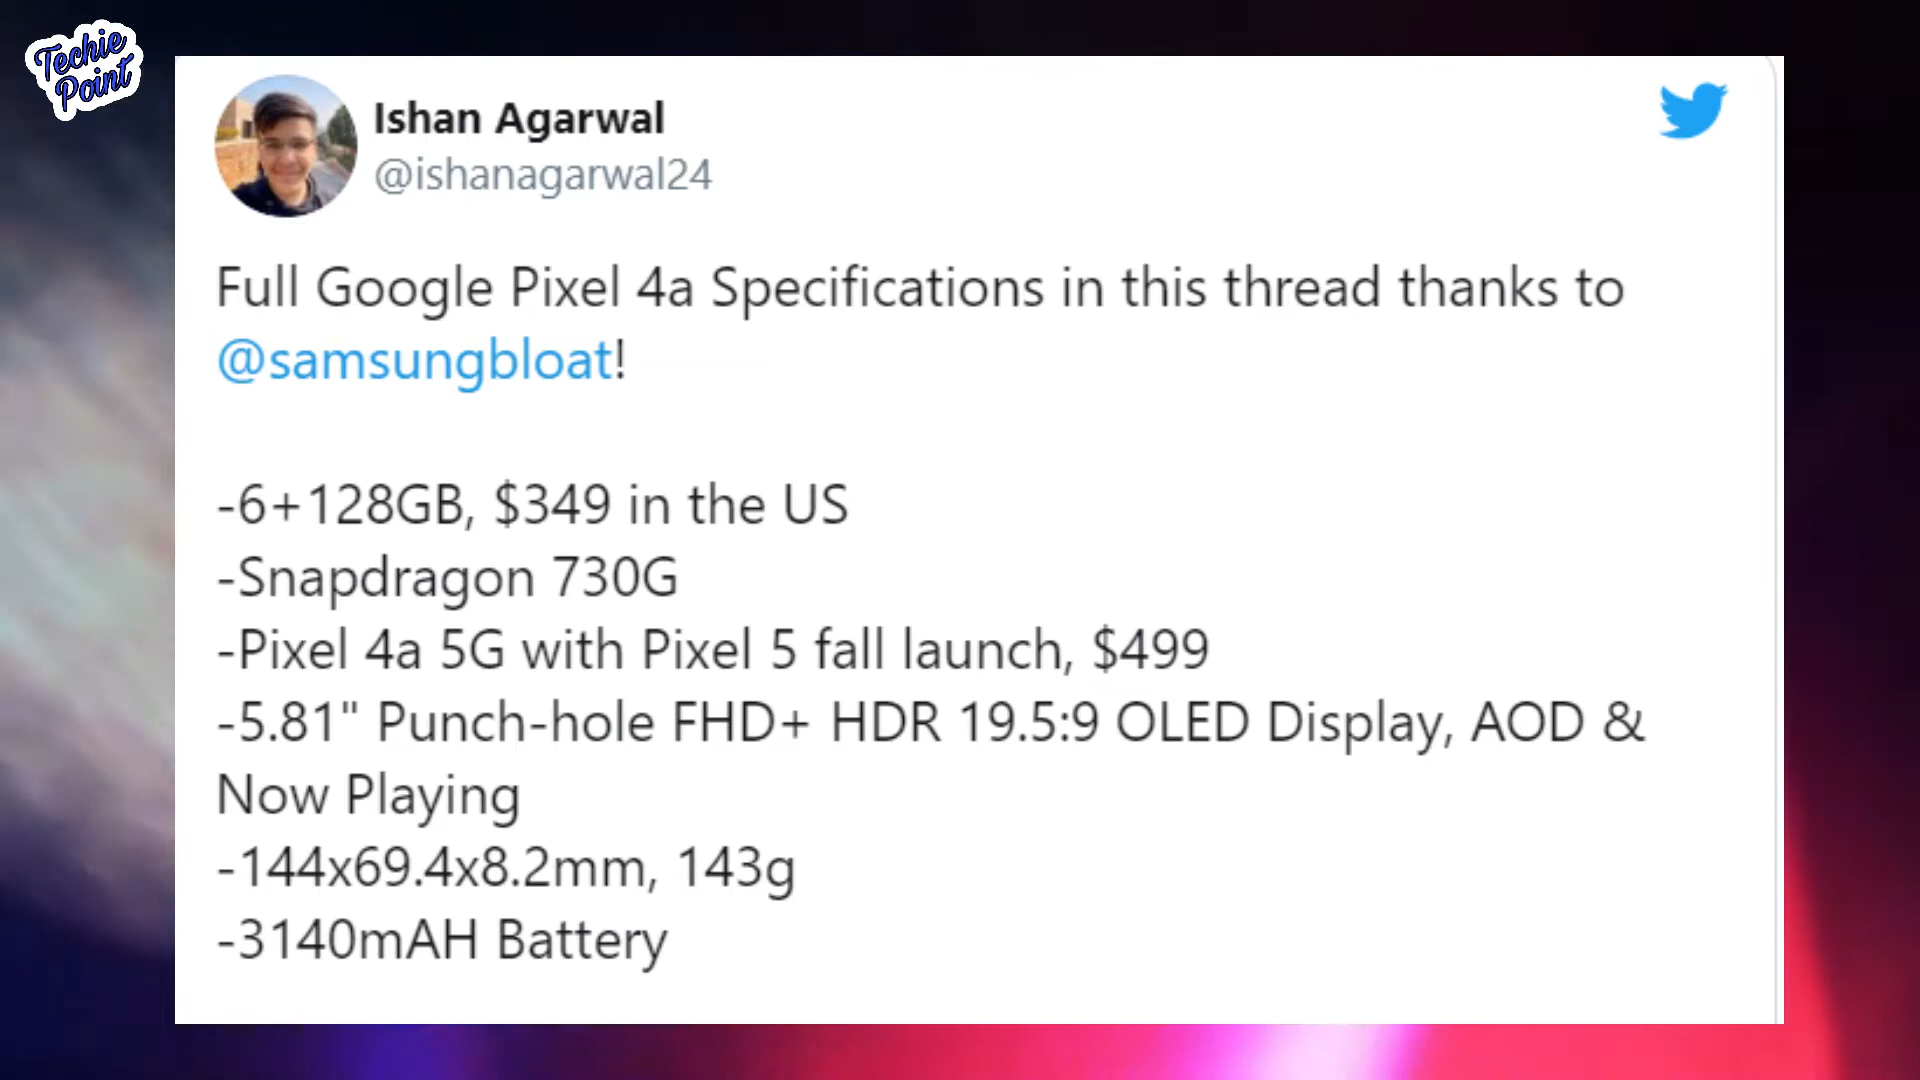 Techie
Point
Ishan Agarwal
@ishanagarwal24
Full Google Pixel 4a Specifications in this thread thanks to
@samsungbloat!
-6+128GB, $349 in the US
-Snapdragon 730G
-Pixel 4a 5G with Pixel 5 fall launch, $499
-5.81" Punch-hole FHD+ HDR 19.5:9 OLED Display, AOD &
Now Playing
-144x69.4x8.2mm, 143g
-3140mAH Battery